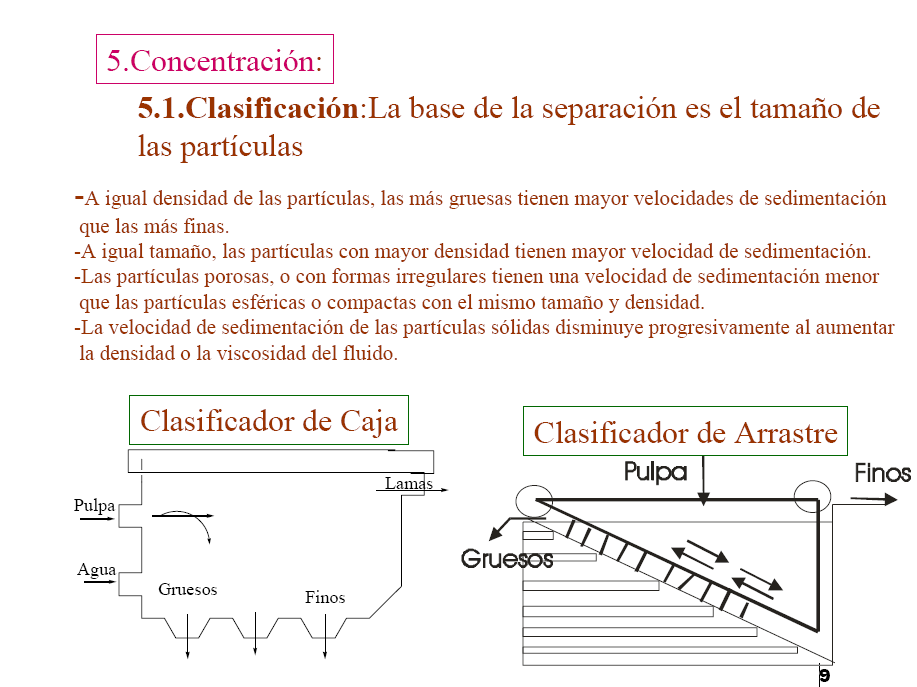 5.Concentración:
5.1.Clasificación:La base de la separación es el tamaño de
las partículas
-A igual densidad de las partículas, las más gruesas tienen mayor velocidades de sedimentación
que las más finas.
-A igual tamaño, las partículas con mayor densidad tienen mayor velocidad de sedimentación.
-Las partículas porosas, o con formas irregulares tienen una velocidad de sedimentación menor
que las partículas esféricas o compactas con el mismo tamaño y densidad.
-La velocidad de sedimentación de las partículas sólidas disminuye progresivamente al aumentar
la densidad o la viscosidad del fluido.
Clasificador de Caja
Lamas
Pulpa
Agua
Gruesos
Finos
Clasificador de Arrastre
Pulpa
Finos
Gruesos
9